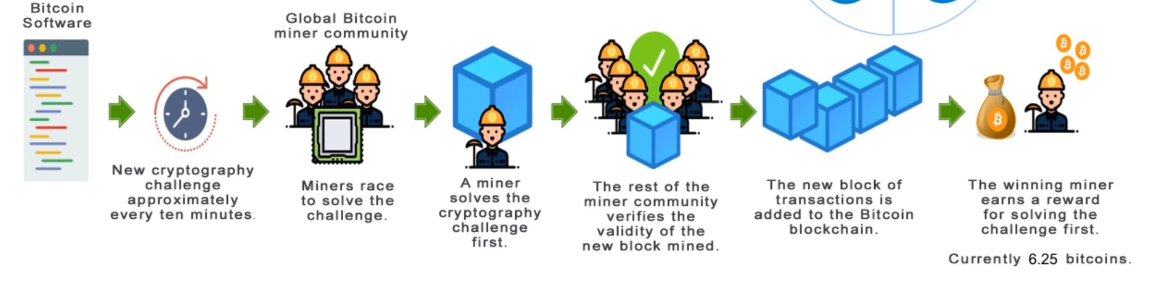 Bitcoin
Software
Global Bitcoin
miner community
New cryptography
challenge
approximately
every ten minutes.
Miners race
to solve the
challenge.
A miner
solves the
cryptography
challenge
first.
The rest of the
miner community
verifies the
validity of the
new block mined.
The new block of
transactions is
added to the Bitcoin
blockchain.
The winning miner
earns a reward
for solving the
challenge first.
Currently 6.25 bitcoins.